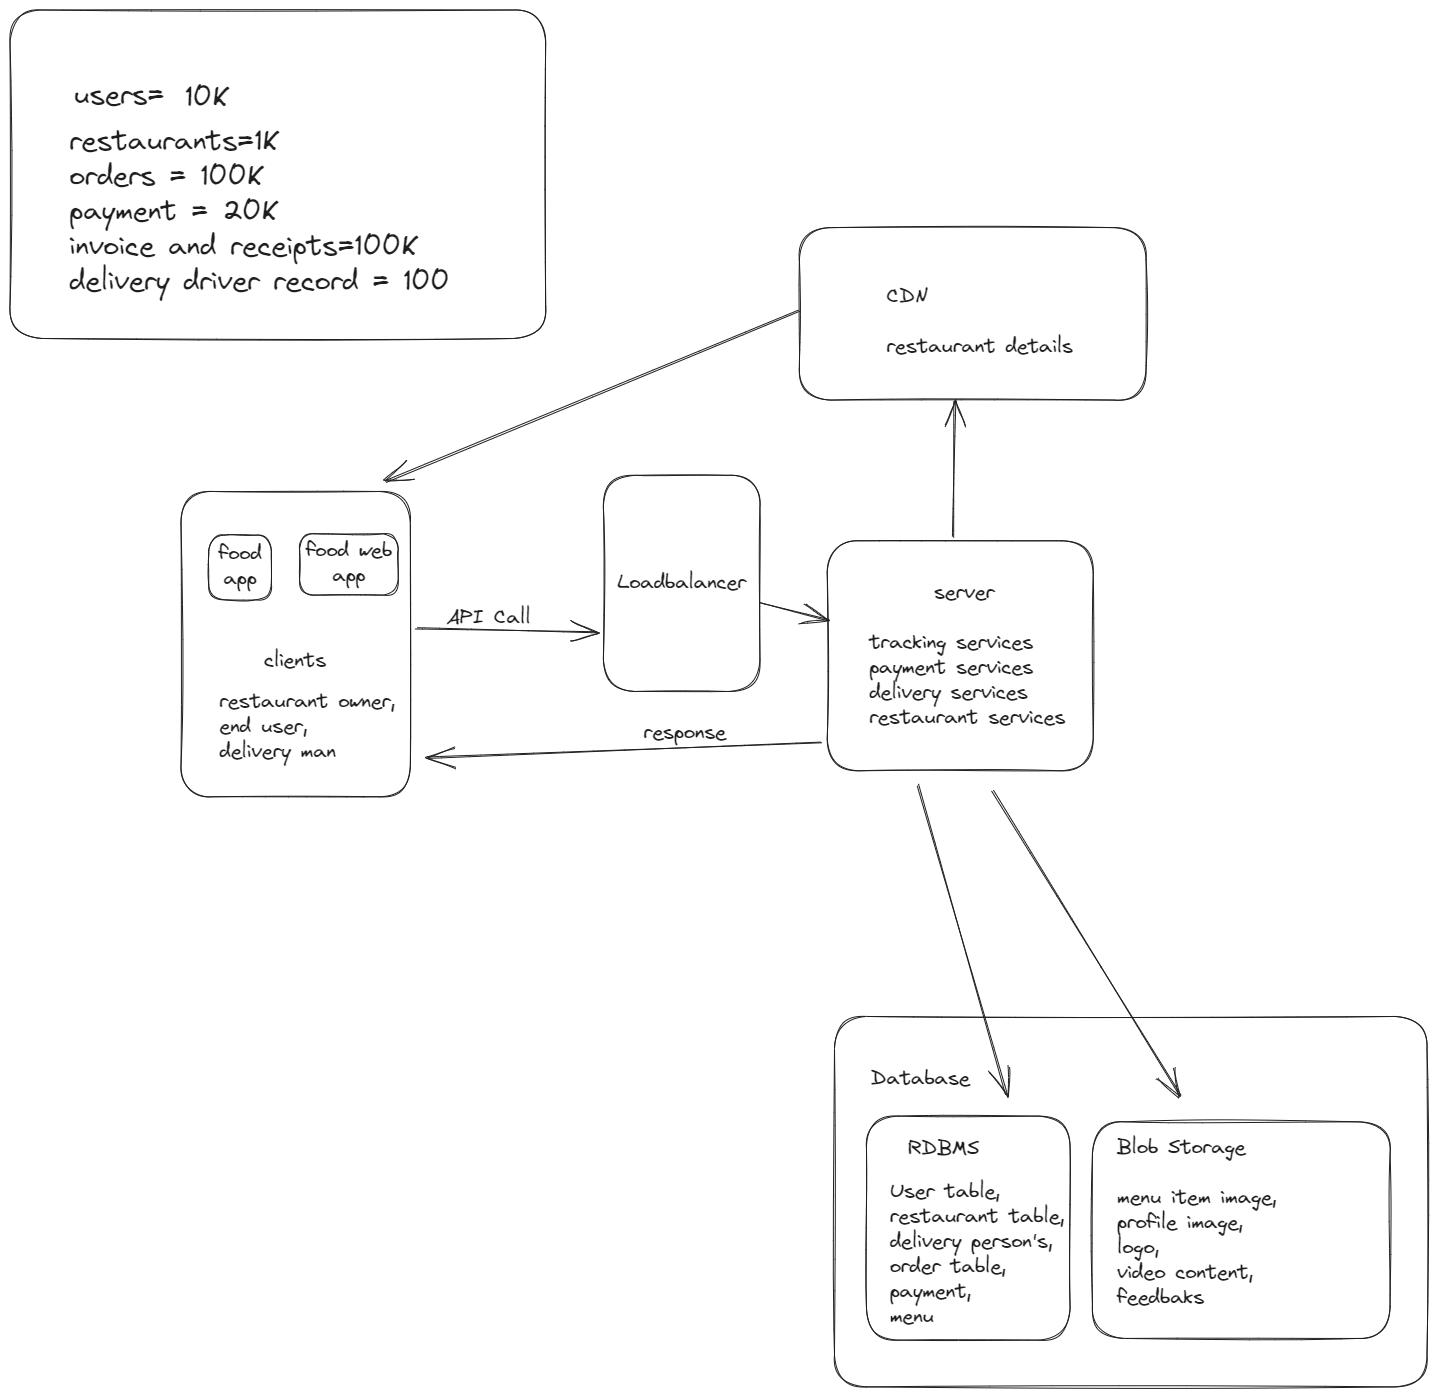 users= 10K
restaurants=1K
orders = 100K
payment = 20K
invoice and receipts=100K
delivery driver record = 100
CDN
restaurant details
food
app
food web
app
clients
restaurant owner,
end user,
delivery man
API Call
Loadbalancer
response
server
tracking services
payment services
delivery services
restaurant services
Database
RDBMS
User table,
restaurant table,
delivery person's,
order table,
payment,
menu
Blob Storage
menu item image,
profile image,
logo,
video content,
feedbaks